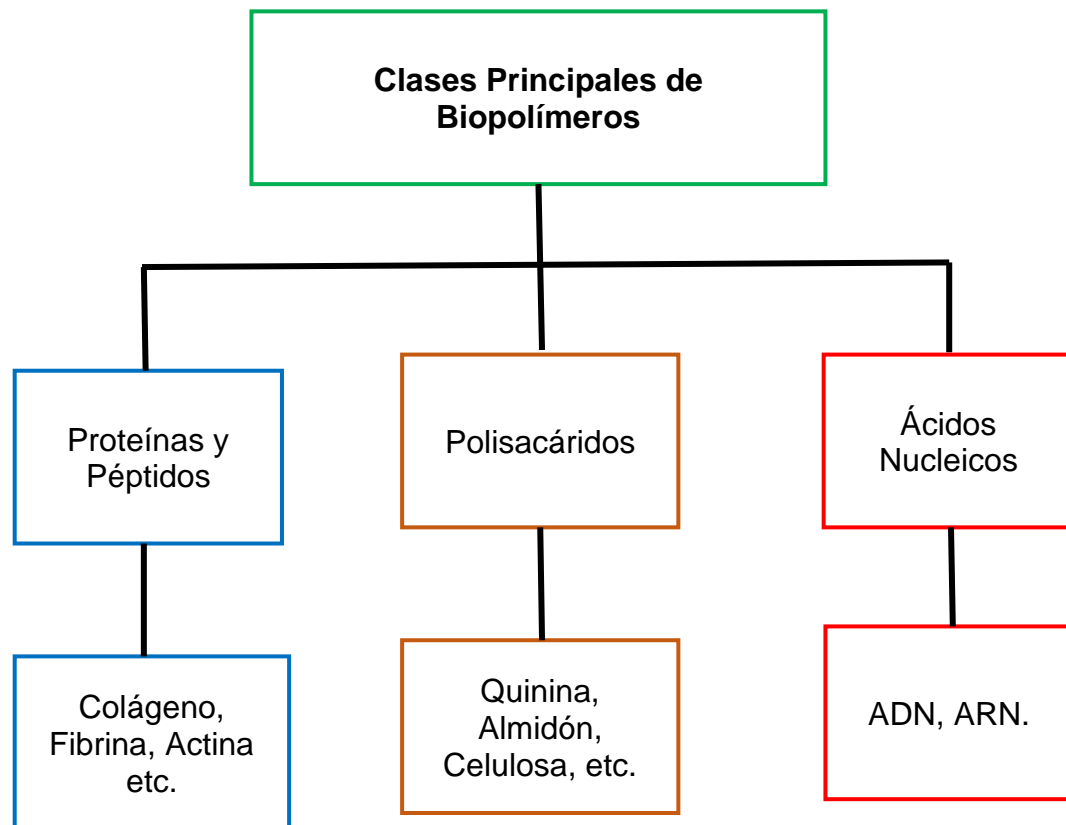 Clases Principales de
Biopolímeros
Proteínas y
Péptidos
Polisacáridos
Ácidos
Nucleicos
Colágeno,
Fibrina, Actina
etc.
Quinina,
Almidón,
Celulosa, etc.
ADN, ARN.